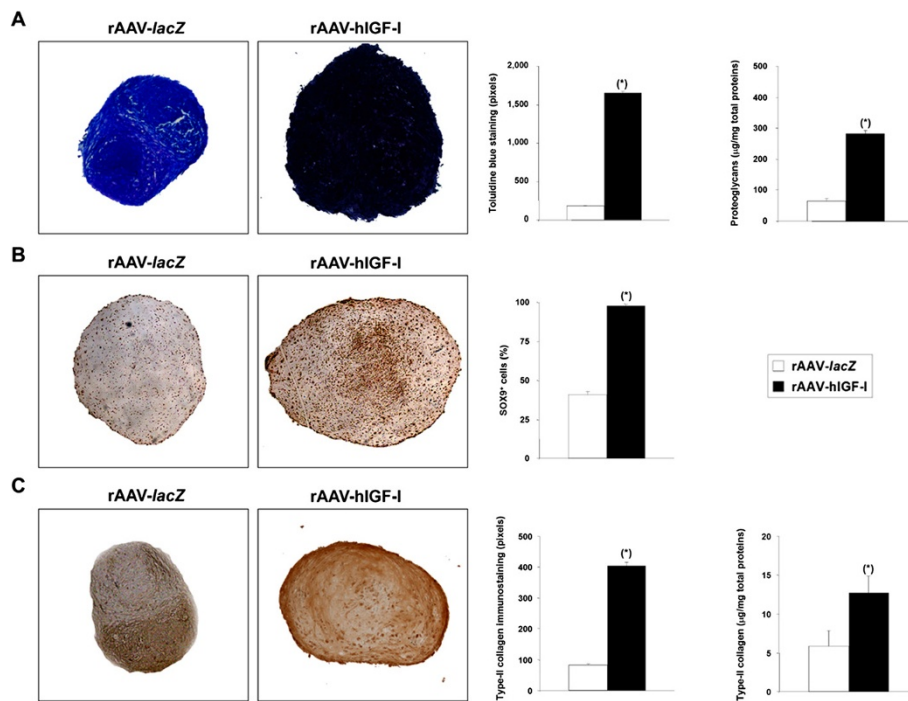 A
rAAV-lacZ
rAAV-hIGF-I
Toluidine blue staining (pixels)
2,000
1,500
1,000
500
0
(*)
Proteoglycans (µg/mg total proteins)
500
400
300
200
100
0
(*)
B
rAAV-lacZ
rAAV-hIGF-I
SOX9+ cells (%)
100
75
50
25
0
(*)
rAAV-lacZ
rAAV-hIGF-I
C
rAAV-lacZ
rAAV-hIGF-I
Type-II collagen immunostaining (pixels)
500
400
300
200
100
0
(*)
Type-II collagen (µg/mg total proteins)
20
15
10
5
0
(*)